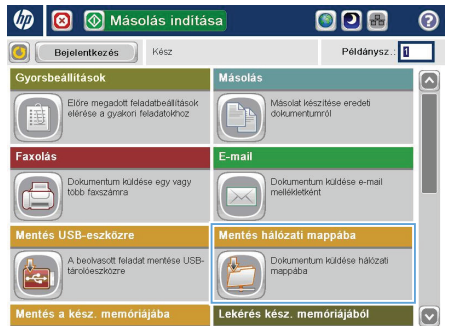 hp
Másolás indítása
?
Bejelentkezés
Kész
Példánysz.:
1
Gyorsbeállítások
Előre megadott feladatbeállítások
elérése a gyakori feladatokhoz
Másolás
Másolat készítése eredeti
dokumentumról
Faxolás
Dokumentum küldése egy vagy
több faxszámra
E-mail
Dokumentum küldése e-mail
mellékletként
Mentés USB-eszközre
A beolvasott feladat mentése USB-
tárolóeszközre
Mentés hálózati mappába
Dokumentum küldése hálózati
mappába
Mentés a kész. memóriájába
Lekérés kész. memóriájából